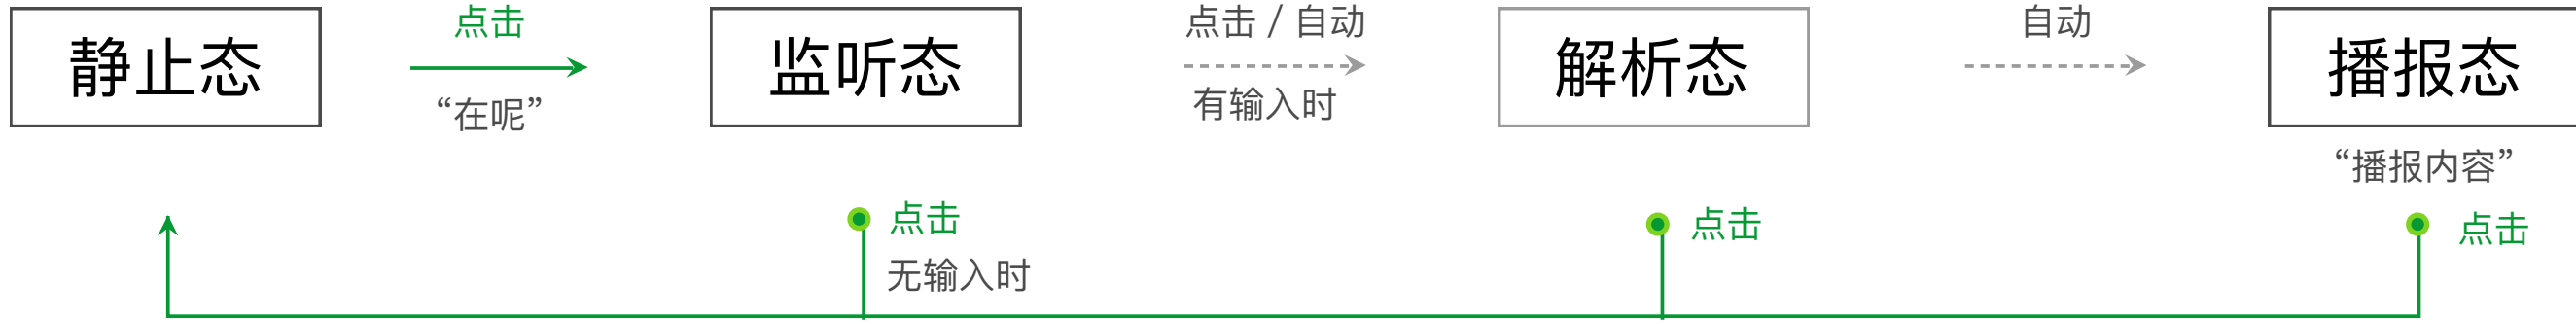 静止态
点击
“在呢”
监听态
点击 / 自动
有输入时
解析态
自动
播报态
“播报内容”
点击
无输入时
点击
点击